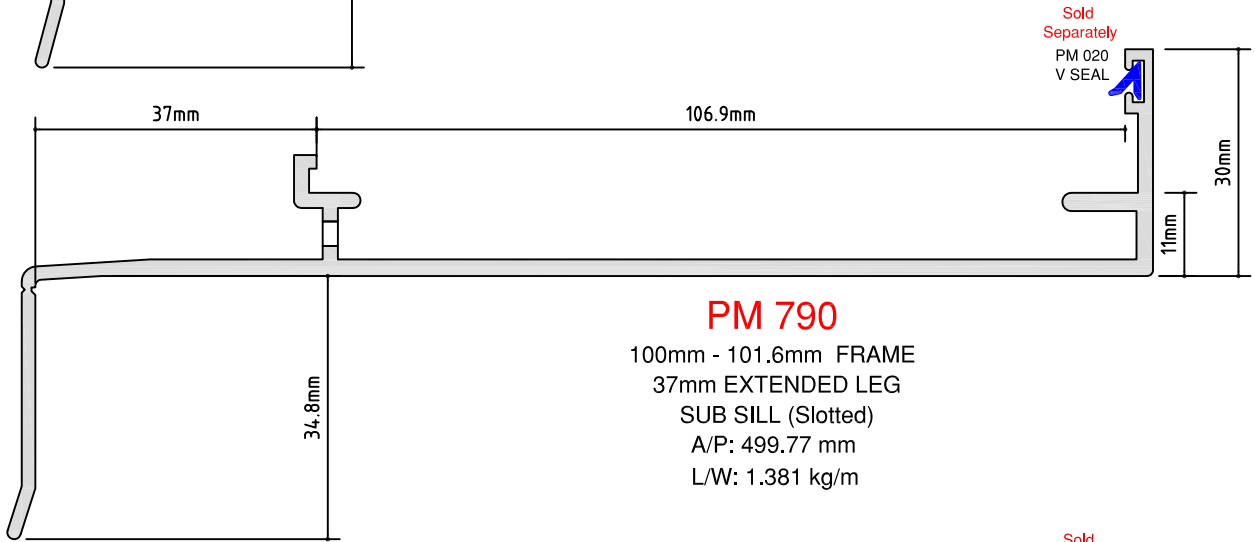 Sold
Separately
PM 020
V SEAL
37mm
106.9mm
30mm
11mm
34.8mm
PM 790
100mm - 101.6mm FRAME
37mm EXTENDED LEG
SUB SILL (Slotted)
A/P: 499.77 mm
L/W: 1.381 kg/m
Sold